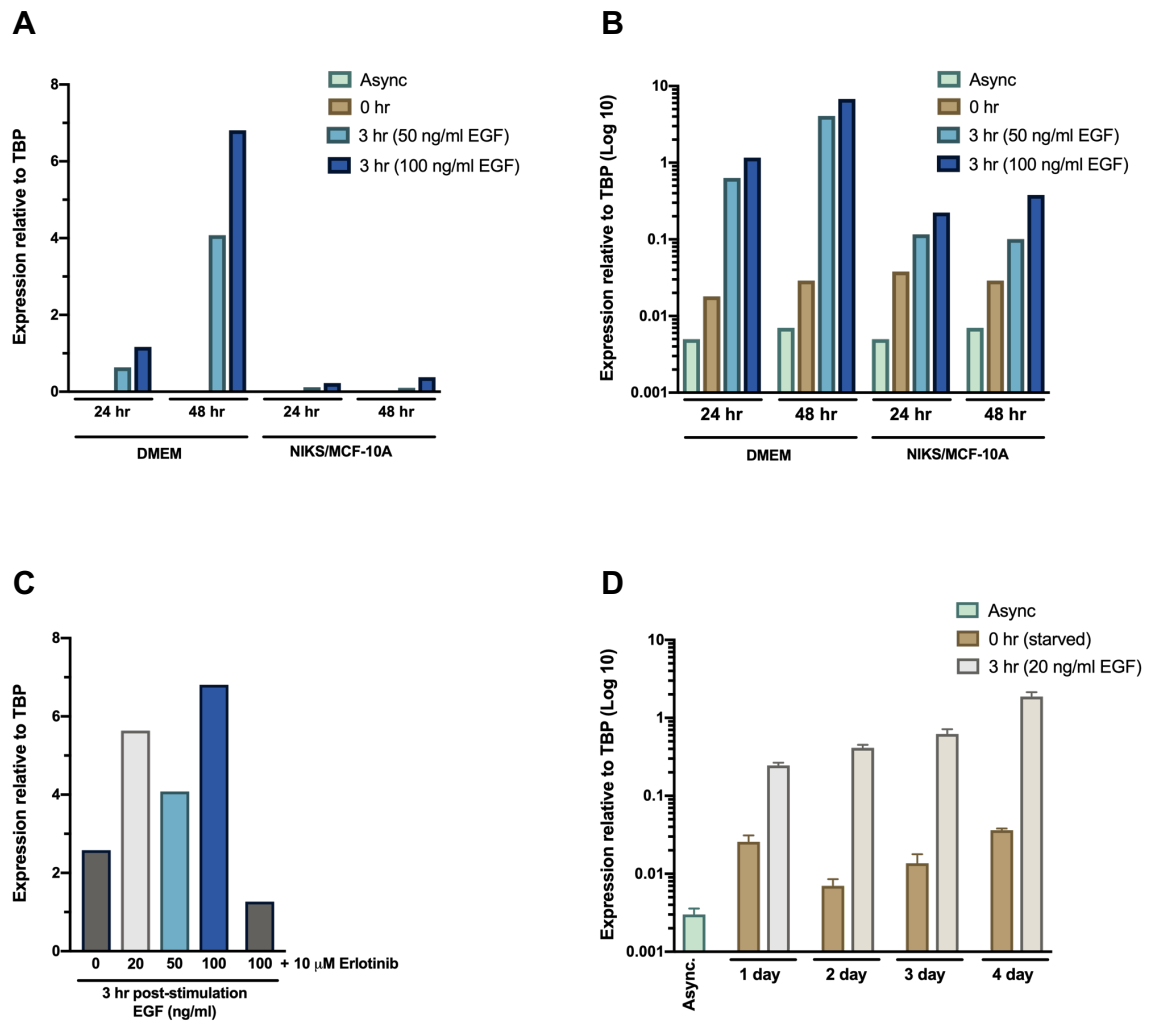 A
Expression relative to TBP
8
6
4
2
0
Async
0 hr
3 hr (50 ng/ml EGF)
3 hr (100 ng/ml EGF)
24 hr 48 hr 24 hr 48 hr
DMEM NIKS/MCF-10A
B
Expression relative to TBP (Log 10)
10
1
0.1
0.01
0.001
Async
0 hr
3 hr (50 ng/ml EGF)
3 hr (100 ng/ml EGF)
24 hr 48 hr 24 hr 48 hr
DMEM NIKS/MCF-10A
C
Expression relative to TBP
8
6
4
2
0
0 20 50 100 100 + 10 µM Erlotinib
3 hr post-stimulation
EGF (ng/ml)
D
Expression relative to TBP (Log 10)
10
1
0.1
0.01
0.001
Async
0 hr (starved)
3 hr (20 ng/ml EGF)
Async. 1 day 2 day 3 day 4 day